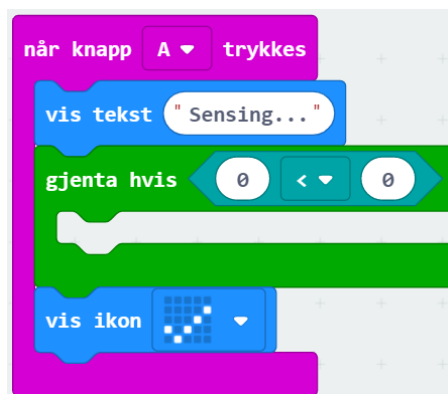 når knapp A trykkes
vis tekst "Sensing..."
gjenta hvis 0 < 0
vis ikon